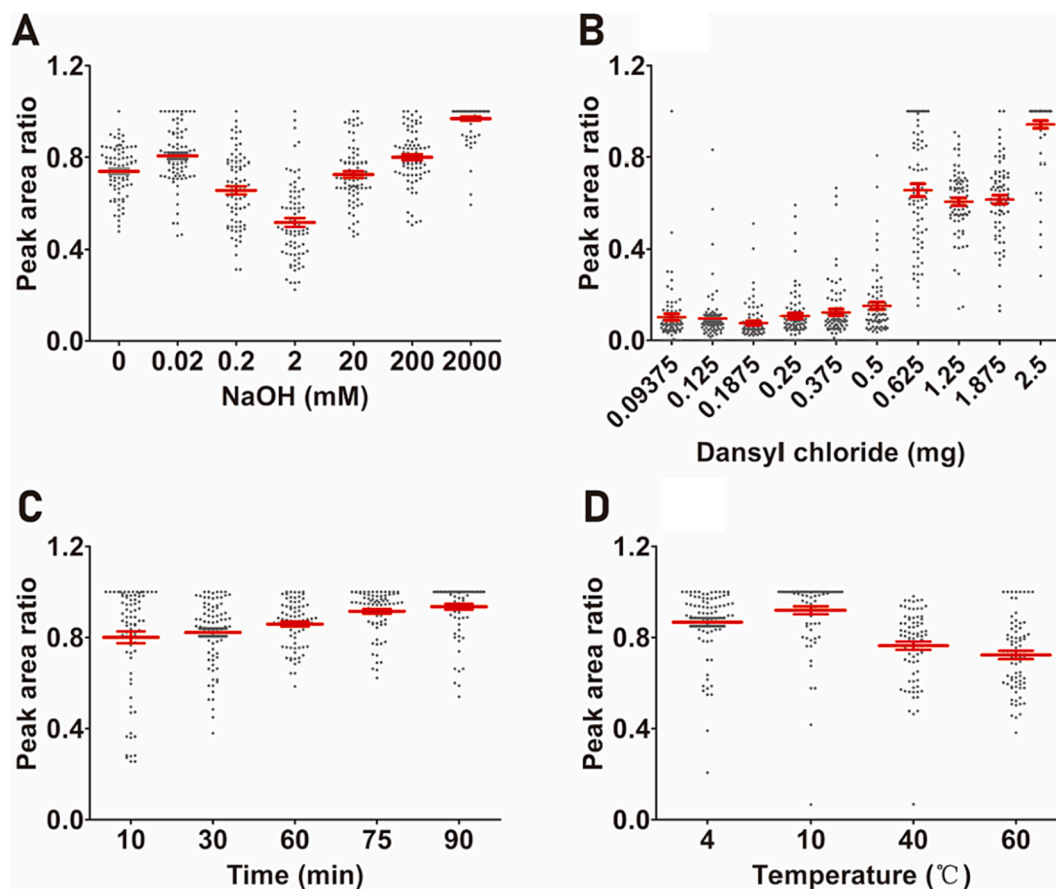 A
Peak area ratio
1.2
0.8
0.4
0.0
0 0.02 0.2 2 20 200 2000
NaOH (mM)
B
Peak area ratio
1.2
0.8
0.4
0.0
0.09375 0.125 0.1875 0.25 0.375 0.5 0.625 1.25 1.875 2.5
Dansyl chloride (mg)
C
Peak area ratio
1.2
0.8
0.4
0.0
10 30 60 75 90
Time (min)
D
Peak area ratio
1.2
0.8
0.4
0.0
4 10 40 60
Temperature (℃)